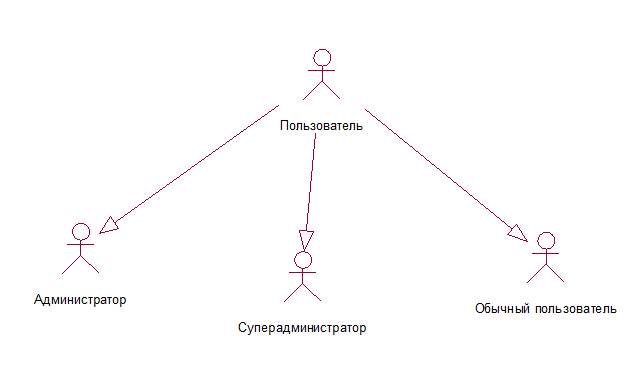 Пользователь
Администратор
Суперадминистратор
Обычный пользователь